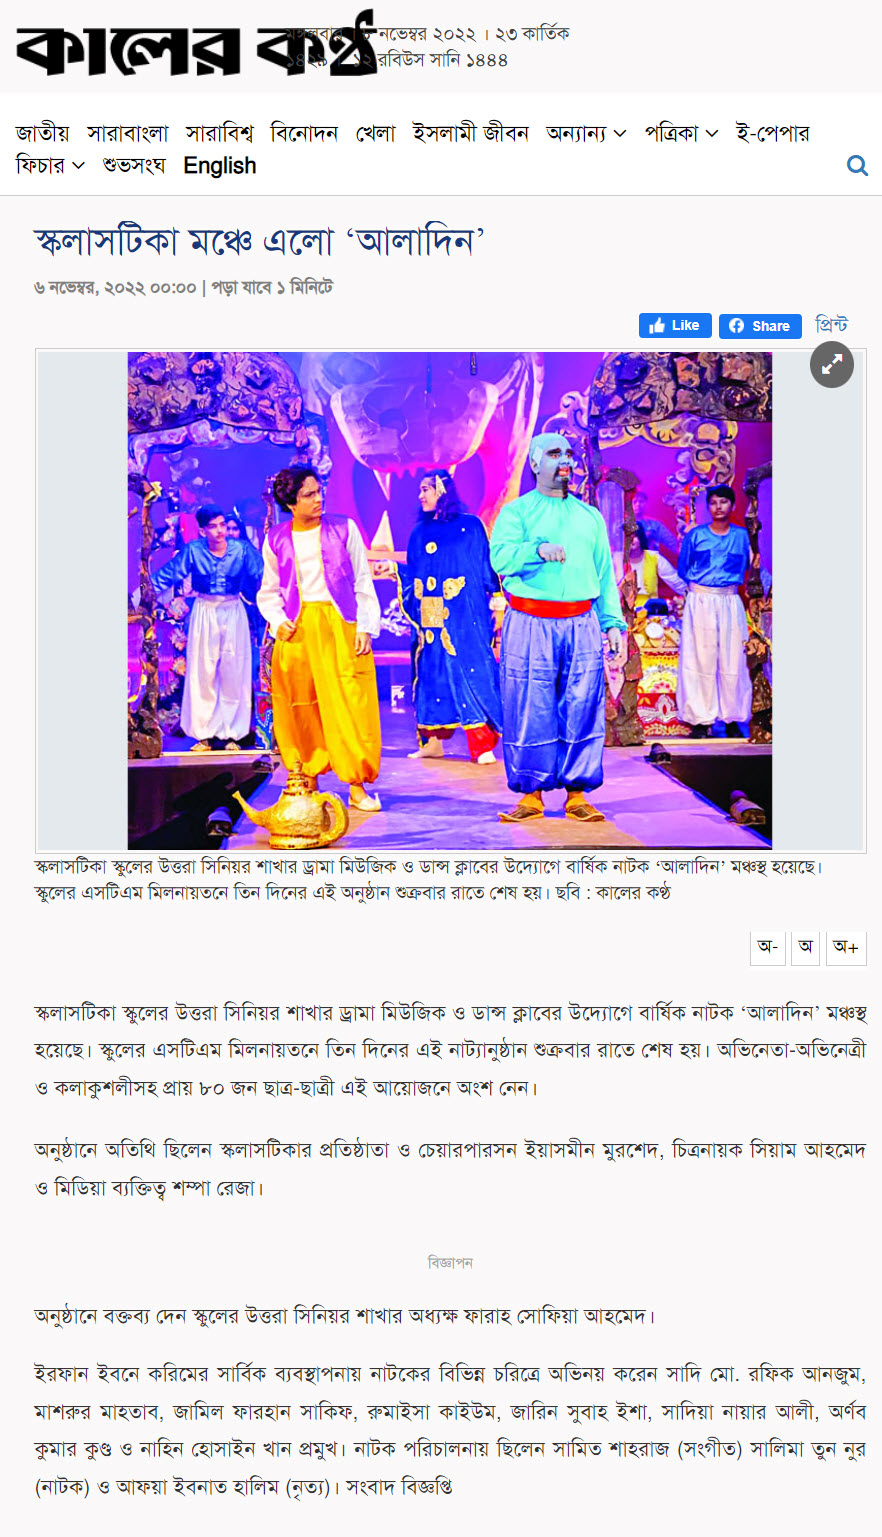 কালের কণ্ঠ
মঙ্গলবার । ৮ নভেম্বর ২০২২ । ২৩ কার্তিক
১৪২৯ । ১২ রবিউস সানি ১৪৪৪
জাতীয় সারাবাংলা সারাবিশ্ব বিনোদন খেলা ইসলামী জীবন অন্যান্য পত্রিকা ই-পেপার
ফিচার শুভসংঘ English
স্কলাসটিকা মঞ্চে এলো ‘আলাদিন’
৬ নভেম্বর, ২০২২ ০০:০০ | পড়া যাবে ১ মিনিটে
Like Share প্রিন্ট
স্কলাসটিকা স্কুলের উত্তরা সিনিয়র শাখার ড্রামা মিউজিক ও ডান্স ক্লাবের উদ্যোগে বার্ষিক নাটক ‘আলাদিন’ মঞ্চস্থ হয়েছে।
স্কুলের এসটিএম মিলনায়তনে তিন দিনের এই অনুষ্ঠান শুক্রবার রাতে শেষ হয়। ছবি : কালের কণ্ঠ
অ- অ অ+
স্কলাসটিকা স্কুলের উত্তরা সিনিয়র শাখার ড্রামা মিউজিক ও ডান্স ক্লাবের উদ্যোগে বার্ষিক নাটক ‘আলাদিন’ মঞ্চস্থ
হয়েছে। স্কুলের এসটিএম মিলনায়তনে তিন দিনের এই নাট্যানুষ্ঠান শুক্রবার রাতে শেষ হয়। অভিনেতা-অভিনেত্রী
ও কলাকুশলীসহ প্রায় ৮০ জন ছাত্র-ছাত্রী এই আয়োজনে অংশ নেন।
অনুষ্ঠানে অতিথি ছিলেন স্কলাসটিকার প্রতিষ্ঠাতা ও চেয়ারপারসন ইয়াসমীন মুরশেদ, চিত্রনায়ক সিয়াম আহমেদ
ও মিডিয়া ব্যক্তিত্ব শম্পা রেজা।
বিজ্ঞাপন
অনুষ্ঠানে বক্তব্য দেন স্কুলের উত্তরা সিনিয়র শাখার অধ্যক্ষ ফারাহ সোফিয়া আহমেদ।
ইরফান ইবনে করিমের সার্বিক ব্যবস্থাপনায় নাটকের বিভিন্ন চরিত্রে অভিনয় করেন সাদি মো. রফিক আনজুম,
মাশরুর মাহতাব, জামিল ফারহান সাকিফ, রুমাইসা কাইউম, জারিন সুবাহ ইশা, সাদিয়া নায়ার আলী, অর্ণব
কুমার কুণ্ড ও নাহিন হোসাইন খান প্রমুখ। নাটক পরিচালনায় ছিলেন সামিত শাহরাজ (সংগীত) সালিমা তুন নুর
(নাটক) ও আফয়া ইবনাত হালিম (নৃত্য)। সংবাদ বিজ্ঞপ্তি